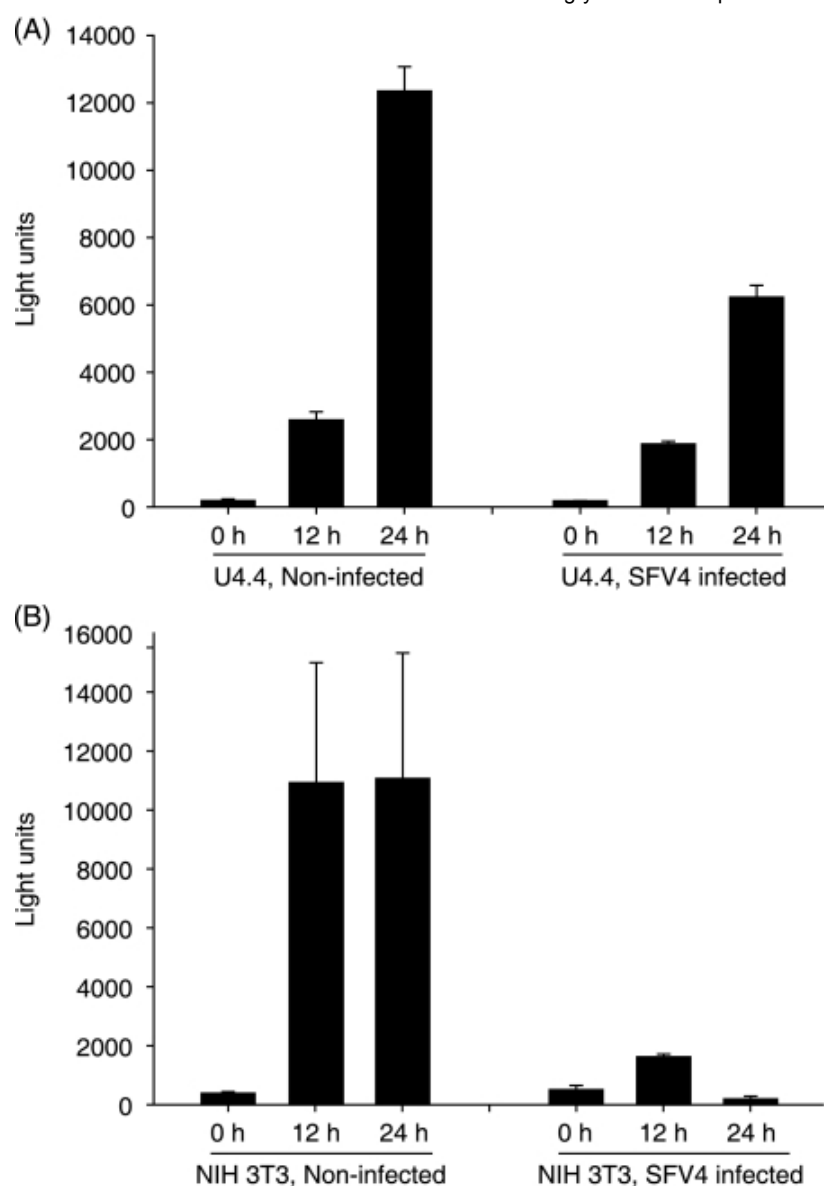 (A)
14000
12000
10000
8000
6000
4000
2000
0
Light units
0 h 12 h 24 h 0 h 12 h 24 h
U4.4, Non-infected U4.4, SFV4 infected
(B)
16000
14000
12000
10000
8000
6000
4000
2000
0
Light units
0 h 12 h 24 h 0 h 12 h 24 h
NIH 3T3, Non-infected NIH 3T3, SFV4 infected